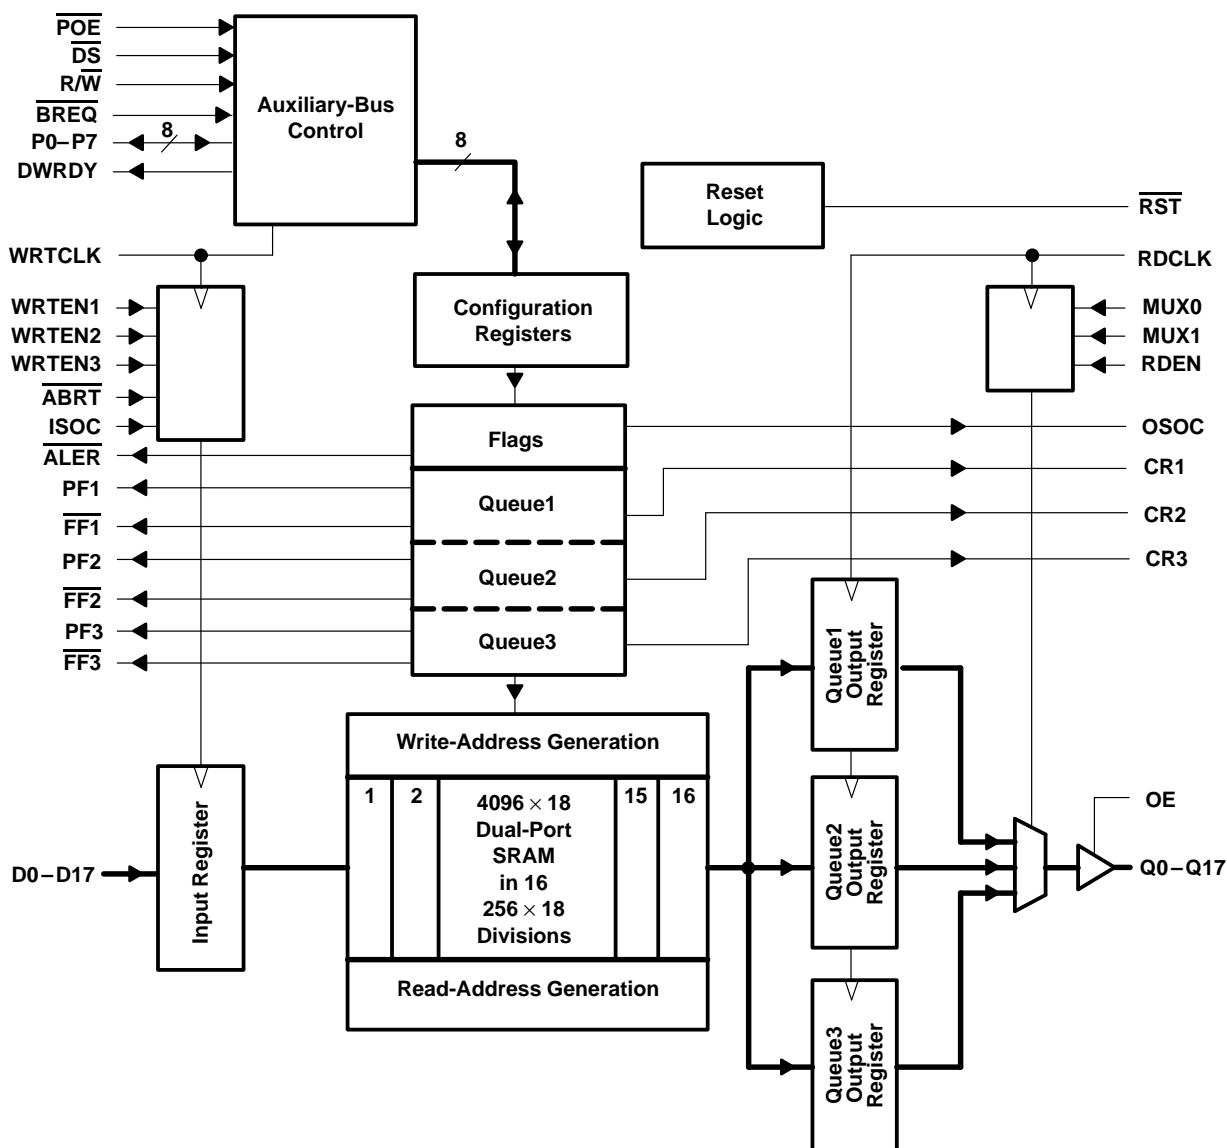 POE
DS
R/W
BREQ
P0–P7
8
DWRDY
Auxiliary-Bus
Control
8
Reset
Logic
RST
WRTCLK
RDCLK
WRTEN1
WRTEN2
WRTEN3
ABRT
ISOC
Configuration
Registers
MUX0
MUX1
RDEN
ALER
PF1
FF1
PF2
FF2
PF3
FF3
Flags
Queue1
Queue2
Queue3
OSOC
CR1
CR2
CR3
Queue1
Output
Register
Queue2
Output
Register
Queue3
Output
Register
Write-Address Generation
1
2
4096 × 18
Dual-Port
SRAM
in 16
256 × 18
Divisions
15
16
Read-Address Generation
D0–D17
Input Register
OE
Q0–Q17